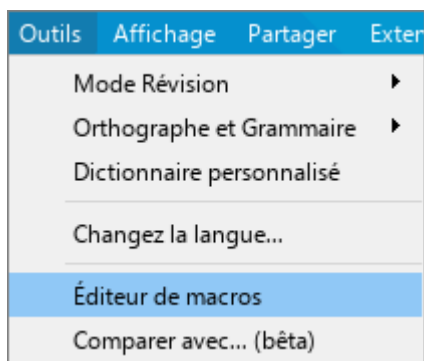 Outils Affichage Partager Exter
Mode Révision
Orthographe et Grammaire
Dictionnaire personnalisé
Changez la langue...
Éditeur de macros
Comparer avec... (bêta)